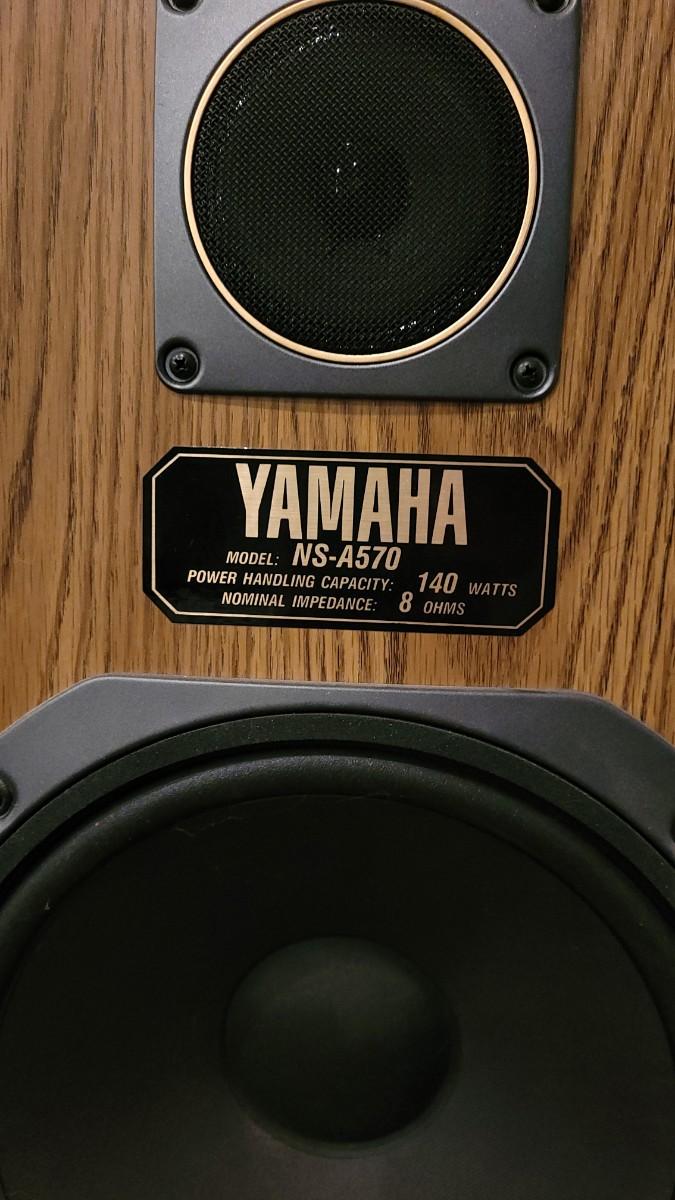 YAMAHA
MODEL: NS-A570
POWER HANDLING CAPACITY: 140 WATTS
NOMINAL IMPEDANCE: 8 OHMS